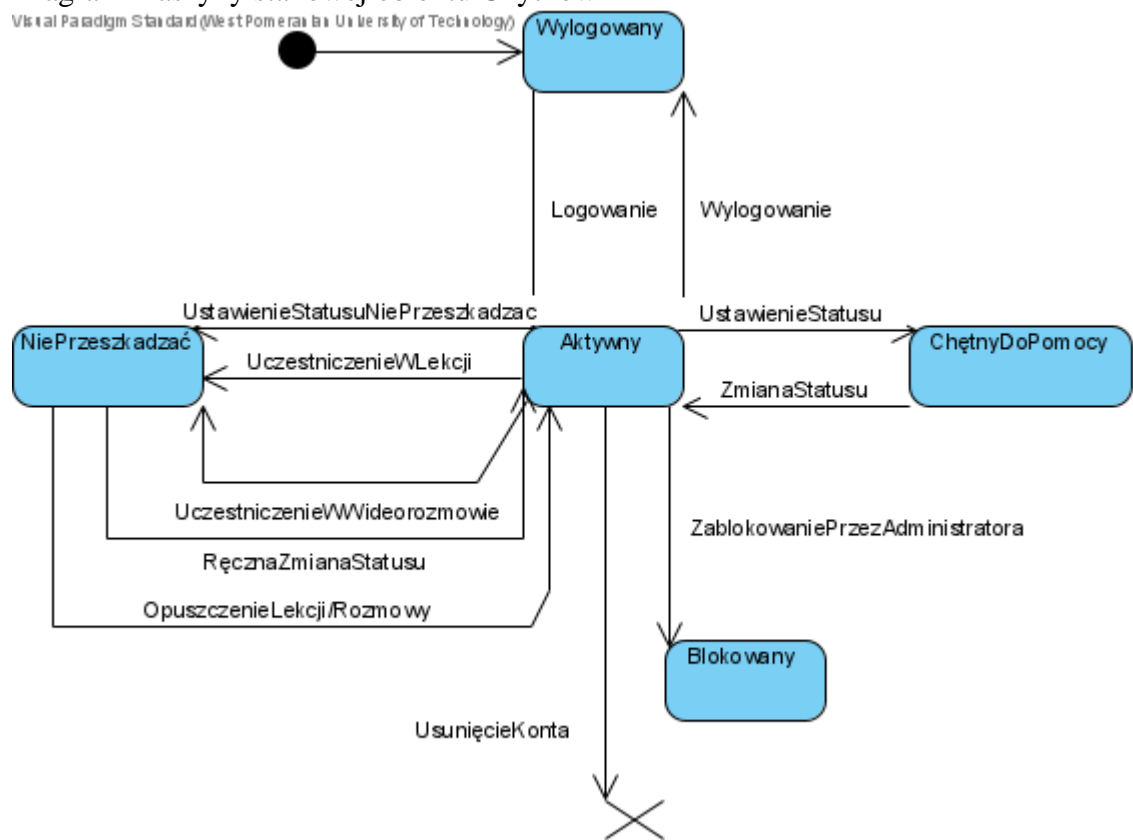 Visual Paradigm Standard (West Pomeranian University of Technology)
Wylogowany
Logowanie
Wylogowanie
UstawienieStatusuNiePrzeszkadzac
UstawienieStatusu
NiePrzeszkadzać
Aktywny
ChętnyDoPomocy
UczestniczenieWLekcji
ZmianaStatusu
UczestniczenieWWideorozmowie
ZablokowaniePrzezAdministratora
RęcznaZmianaStatusu
OpuszczenieLekcji/Rozmowy
Blokowany
UsunięcieKonta